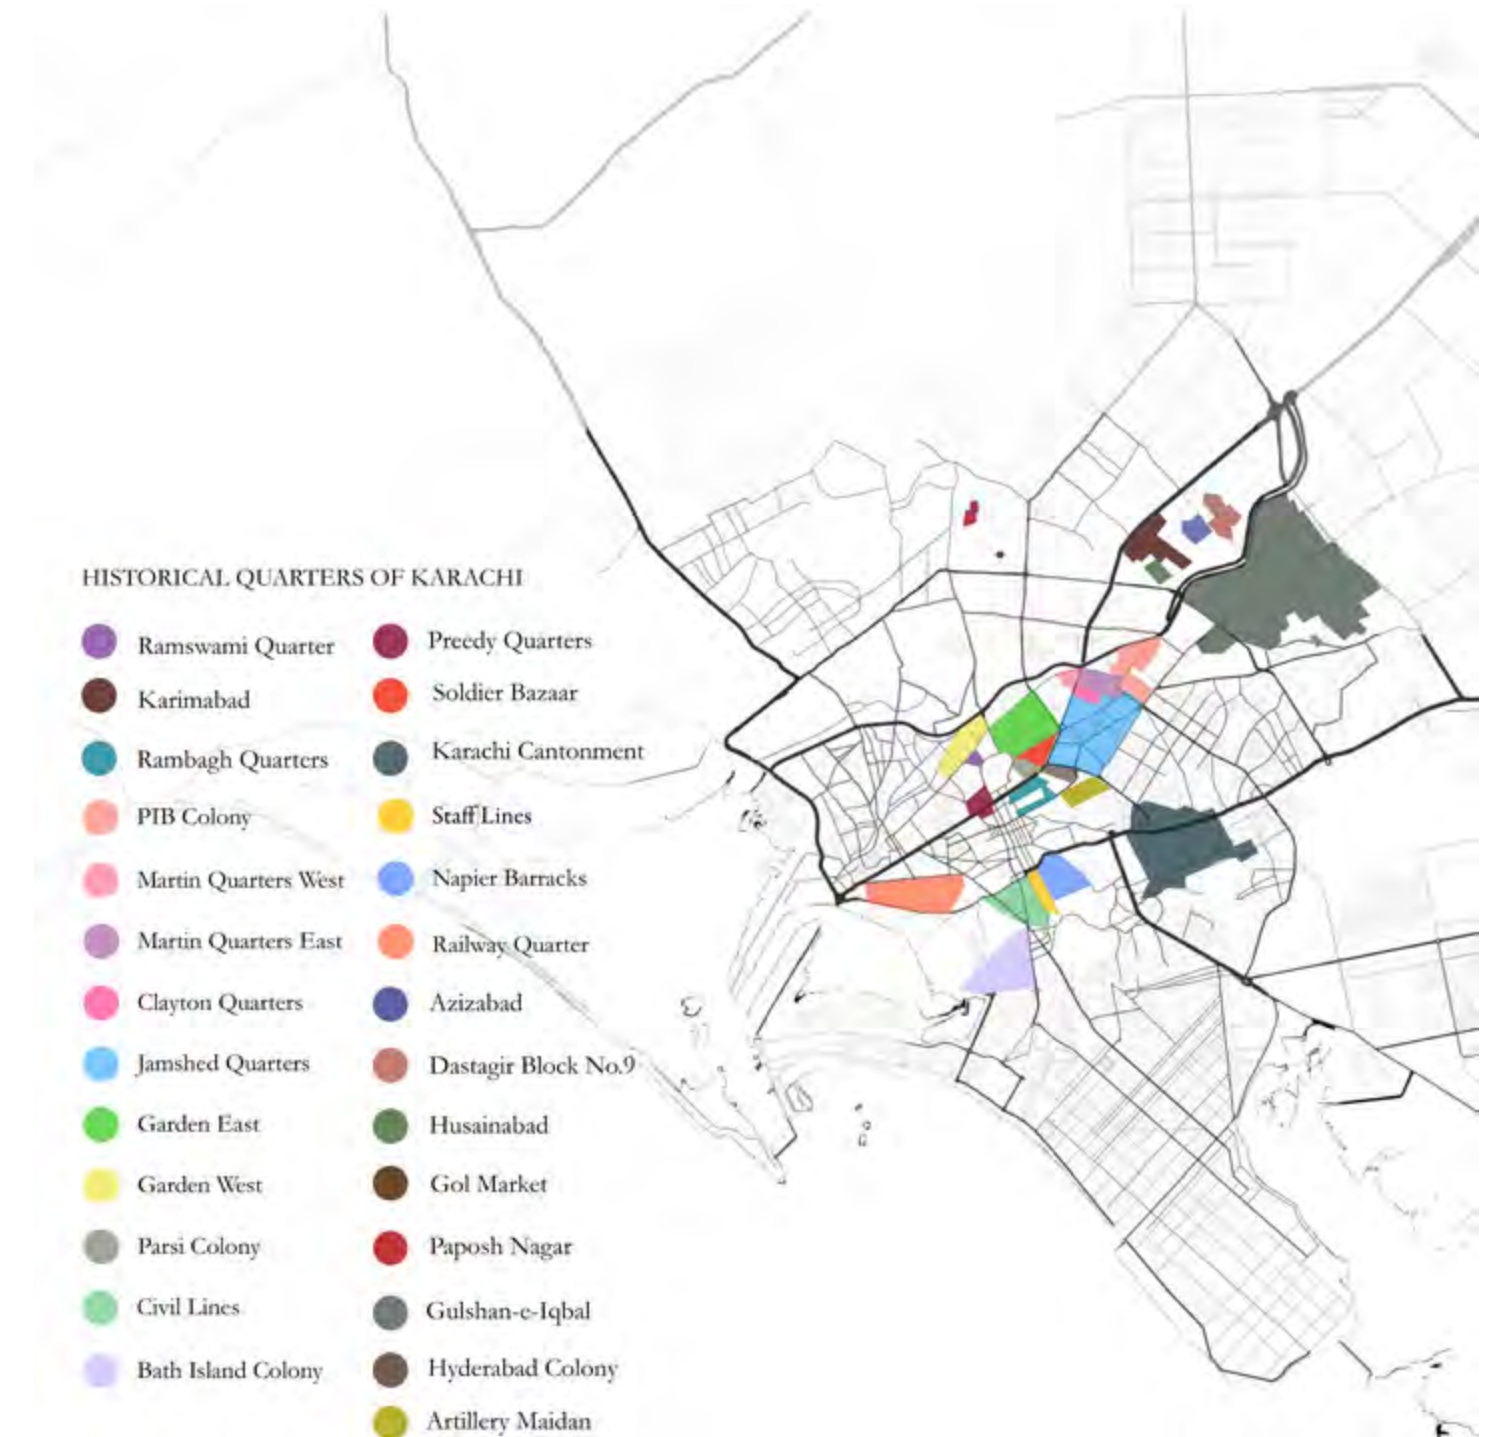 HISTORICAL QUARTERS OF KARACHI
Ramswami Quarter
Karimabad
Rambagh Quarters
PIB Colony
Martin Quarters West
Martin Quarters East
Clayton Quarters
Jamshed Quarters
Garden East
Garden West
Parsi Colony
Civil Lines
Bath Island Colony
Preedy Quarters
Soldier Bazaar
Karachi Cantonment
Staff Lines
Napier Barracks
Railway Quarter
Azizabad
Dastagir Block No.9
Husainabad
Gol Market
Paposh Nagar
Gulshan-e-Iqbal
Hyderabad Colony
Artillery Maidan